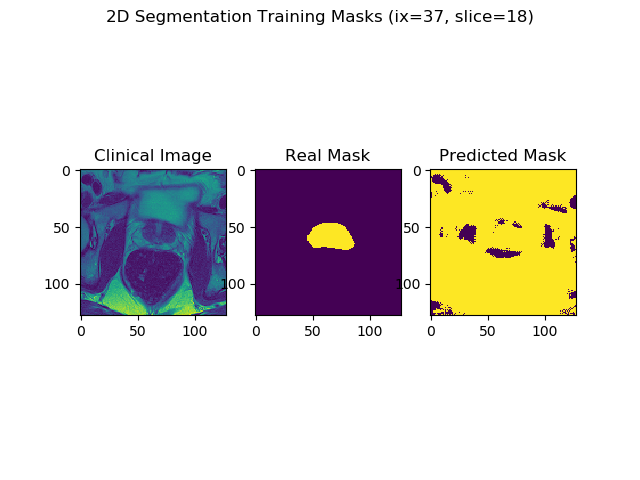 2D Segmentation Training Masks (ix=37, slice=18)
Clinical Image Real Mask Predicted Mask
0 0 0
50 50 50
100 100 100
0 50 100 0 50 100 0 50 100